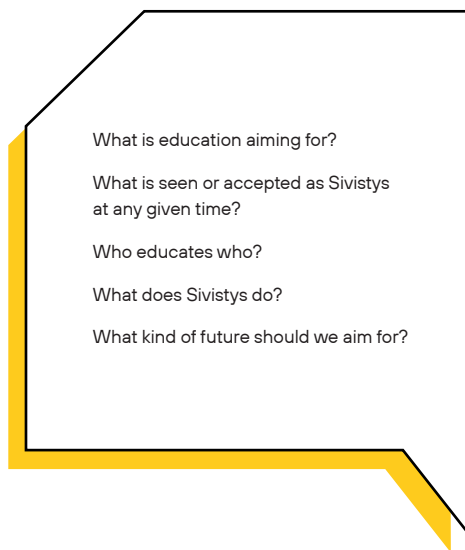 What is education aiming for?
What is seen or accepted as Sivistys
at any given time?
Who educates who?
What does Sivistys do?
What kind of future should we aim for?